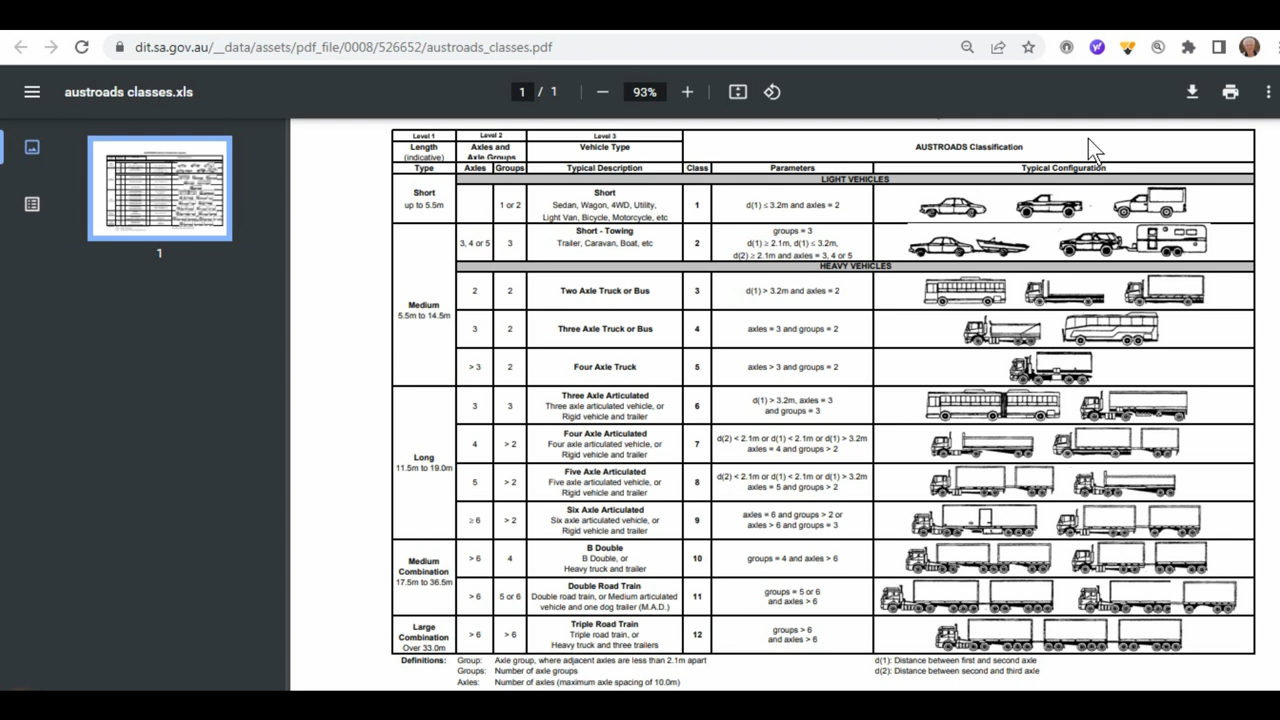 dit.sa.gov.au/__data/assets/pdf_file/0008/526652/austroads_classes.pdf
austroads classes.xls
1 / 1
93%
1
Level 1
Level 2
Level 3
Length
(indicative)
Axles and
Axle Groups
Vehicle Type
AUSTROADS Classification
Type
Axles
Groups
Typical Description
Class
Parameters
Typical Configuration
LIGHT VEHICLES
Short
up to 5.5m
1 or 2
Short
Sedan, Wagon, 4WD, Utility,
Light Van, Bicycle, Motorcycle, etc
1
d(1) ≤ 3.2m and axles = 2
3, 4 or 5
3
Short - Towing
Trailer, Caravan, Boat, etc
2
groups = 3
d(1) ≥ 2.1m, d(1) ≤ 3.2m,
d(2) ≥ 2.1m and axles = 3, 4 or 5
HEAVY VEHICLES
Medium
5.5m to 14.5m
2
2
Two Axle Truck or Bus
3
d(1) > 3.2m and axles = 2
3
2
Three Axle Truck or Bus
4
axles = 3 and groups = 2
> 3
2
Four Axle Truck
5
axles > 3 and groups = 2
Long
11.5m to 19.0m
3
3
Three Axle Articulated
Three axle articulated vehicle, or
Rigid vehicle and trailer
6
d(1) > 3.2m, axles = 3
and groups = 3
4
> 2
Four Axle Articulated
Four axle articulated vehicle, or
Rigid vehicle and trailer
7
d(2) < 2.1m or d(1) < 2.1m or d(1) > 3.2m
axles = 4 and groups > 2
5
> 2
Five Axle Articulated
Five axle articulated vehicle, or
Rigid vehicle and trailer
8
d(2) < 2.1m or d(1) < 2.1m or d(1) > 3.2m
axles = 5 and groups > 2
≥ 6
> 2
Six Axle Articulated
Six axle articulated vehicle, or
Rigid vehicle and trailer
9
axles = 6 and groups > 2 or
axles > 6 and groups = 3
Medium
Combination
17.5m to 36.5m
> 6
4
B Double
B Double, or
Heavy truck and trailer
10
groups = 4 and axles > 6
> 6
5 or 6
Double Road Train
Double road train, or Medium articulated
vehicle and one dog trailer (M.A.D.)
11
groups = 5 or 6
and axles > 6
Large
Combination
Over 33.0m
> 6
> 6
Triple Road Train
Triple road train, or
Heavy truck and three trailers
12
groups > 6
and axles > 6
Definitions:
Group: Axle group, where adjacent axles are less than 2.1m apart
Groups: Number of axle groups
Axles: Number of axles (maximum axle spacing of 10.0m)
d(1): Distance between first and second axle
d(2): Distance between second and third axle